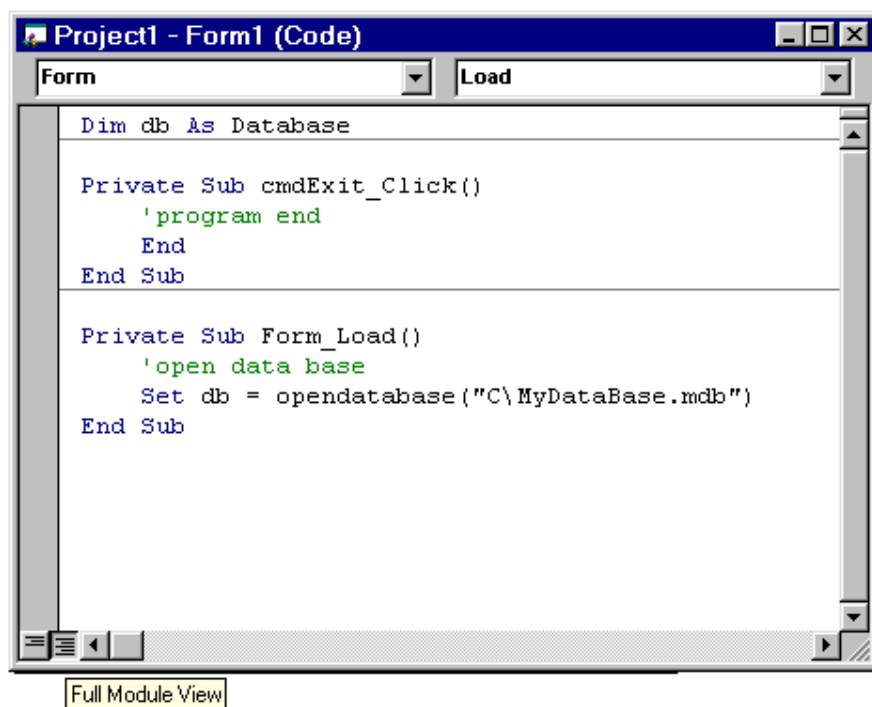 Project1 - Form1 (Code)
Form Load
Dim db As Database
Private Sub cmdExit_Click()
'program end
End
End Sub
Private Sub Form_Load()
'open data base
Set db = opendatabase("C\MyDataBase.mdb")
End Sub
Full Module View